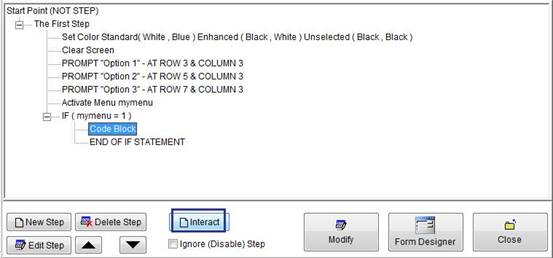 Start Point (NOT STEP)
The First Step
Set Color Standard( White , Blue ) Enhanced ( Black , White ) Unselected ( Black , Black )
Clear Screen
PROMPT "Option 1" - AT ROW 3 & COLUMN 3
PROMPT "Option 2" - AT ROW 5 & COLUMN 3
PROMPT "Option 3" - AT ROW 7 & COLUMN 3
Activate Menu mymenu
IF ( mymenu = 1 )
Code Block
END OF IF STATEMENT
New Step Delete Step Interact
Edit Step Ignore (Disable) Step
Modify Form Designer Close